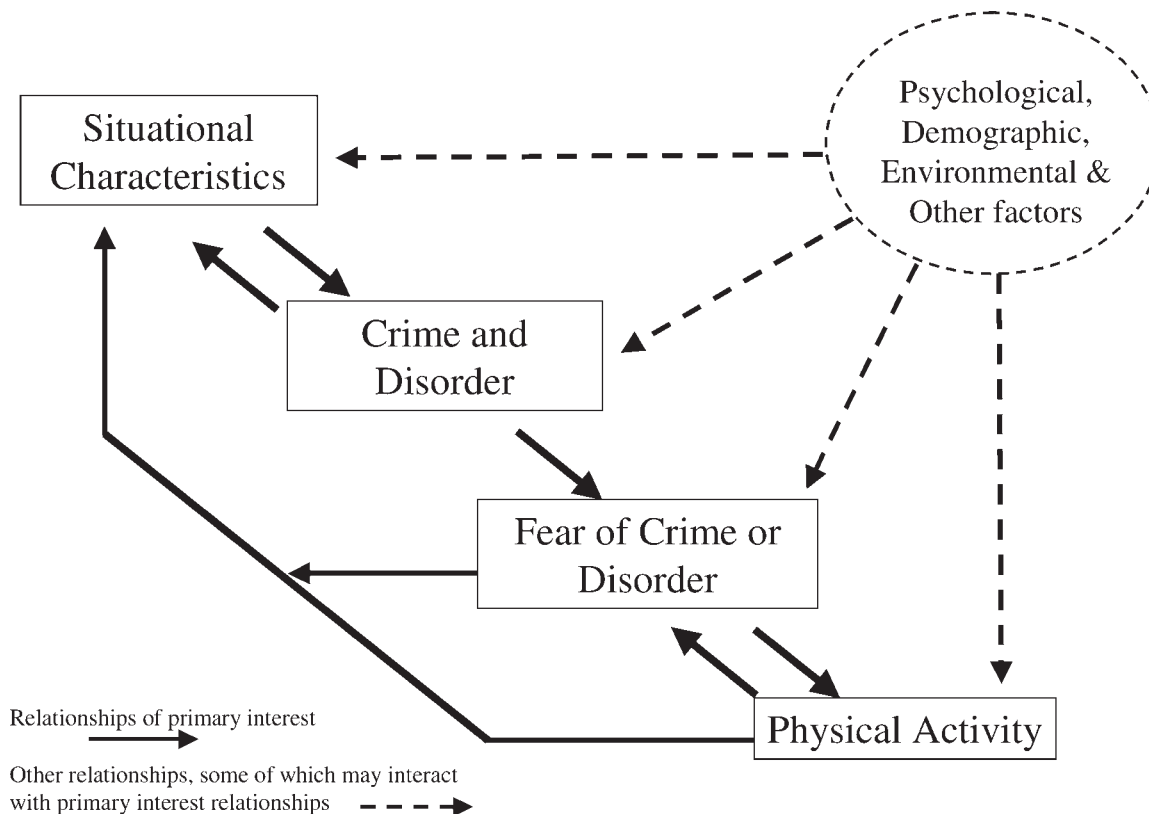 Psychological,
Demographic,
Environmental &
Other factors
Situational
Characteristics
Crime and
Disorder
Fear of Crime or
Disorder
Physical Activity
Relationships of primary interest
Other relationships, some of which may interact
with primary interest relationships